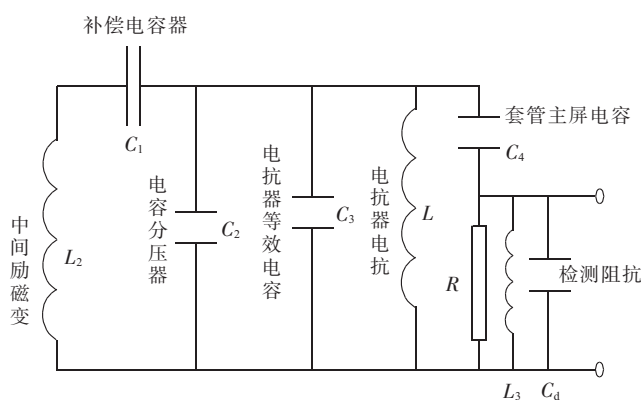 补偿电容器
C1
中间励磁变
L2
电容分压器
C2
电抗器等效电容
C3
电抗器电抗
L
套管主屏电容
C4
R
检测阻抗
L3
Cd